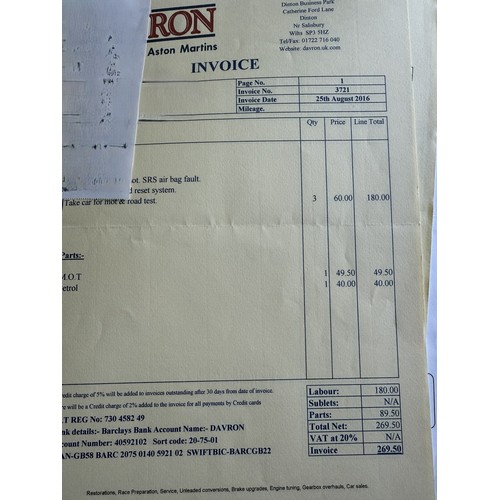 RON
Aston Martins
Dinton Business Park
Catherine Ford Lane
Dinton
Nr Salisbury
Wilts SP3 5HZ
Tel/Fax: 01722 716 040
Website: davron.uk.com
INVOICE
Page No. 1
Invoice No. 3721
Invoice Date 25th August 2016
Mileage.
Qty Price Line Total
ot. SRS air bag fault.
d reset system.
Take car for mot & road test. 3 60.00 180.00
Parts:-
M.O.T 1 49.50 49.50
etrol 1 40.00 40.00
redit charge of 5% will be added to invoices outstanding after 30 days from date of invoice.
re will be a Credit charge of 2% added to the invoice for all payments by Credit cards
T REG No: 730 4582 49
nk details:- Barclays Bank Account Name:- DAVRON
count Number: 40592102 Sort code: 20-75-01
AN-GB58 BARC 2075 0140 5921 02 SWIFTBIC-BARCGB22
Labour: 180.00
Sublets: N/A
Parts: 89.50
Total Net: 269.50
VAT at 20% N/A
Invoice 269.50
Restorations, Race Preparation, Service, Unleaded conversions, Brake upgrades, Engine tuning, Gearbox overhauls, Car sales.